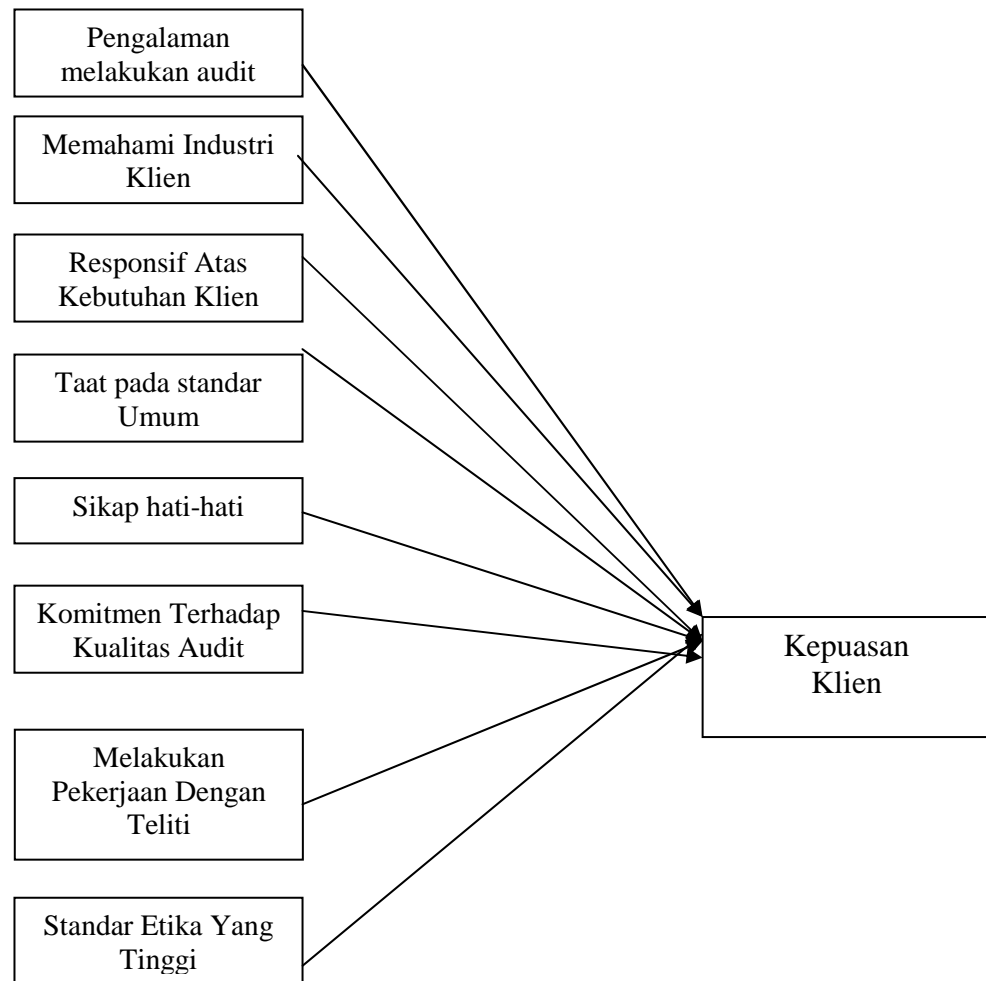 Pengalaman
melakukan audit
Memahami Industri
Klien
Responsif Atas
Kebutuhan Klien
Taat pada standar
Umum
Sikap hati-hati
Komitmen Terhadap
Kualitas Audit
Melakukan
Pekerjaan Dengan
Teliti
Standar Etika Yang
Tinggi
Kepuasan
Klien